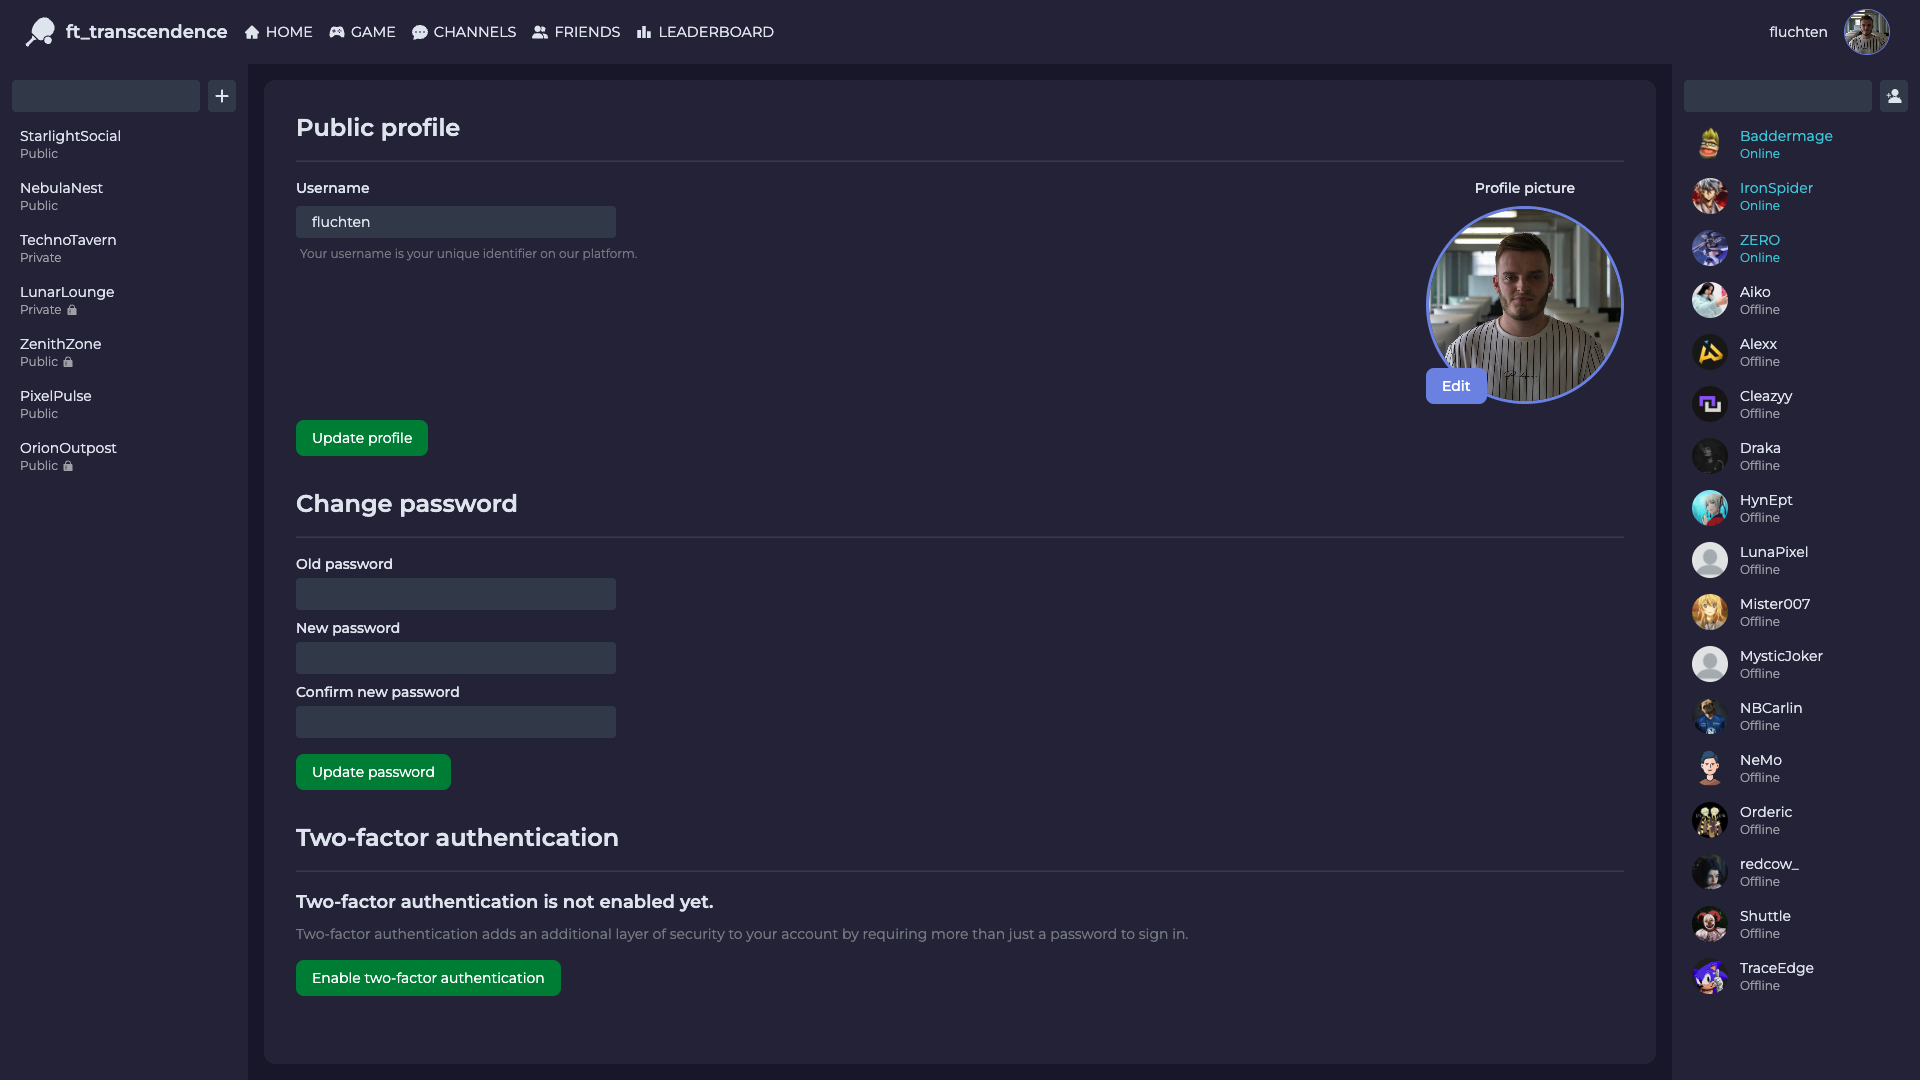 ft_transcendence HOME GAME CHANNELS FRIENDS LEADERBOARD fluchten
StarlightSocial
Public
NebulaNest
Public
TechnoTavern
Private
LunarLounge
Private
ZenithZone
Public
PixelPulse
Public
OrionOutpost
Public
Public profile
Username
fluchten
Your username is your unique identifier on our platform.
Profile picture
Edit
Update profile
Change password
Old password
New password
Confirm new password
Update password
Two-factor authentication
Two-factor authentication is not enabled yet.
Two-factor authentication adds an additional layer of security to your account by requiring more than just a password to sign in.
Enable two-factor authentication
Baddermage
Online
IronSpider
Online
ZERO
Online
Aiko
Offline
Alexx
Offline
Cleazyy
Offline
Draka
Offline
HynEpt
Offline
LunaPixel
Offline
Mister007
Offline
MysticJoker
Offline
NBCarlin
Offline
NeMo
Offline
Orderic
Offline
redcow_
Offline
Shuttle
Offline
TraceEdge
Offline